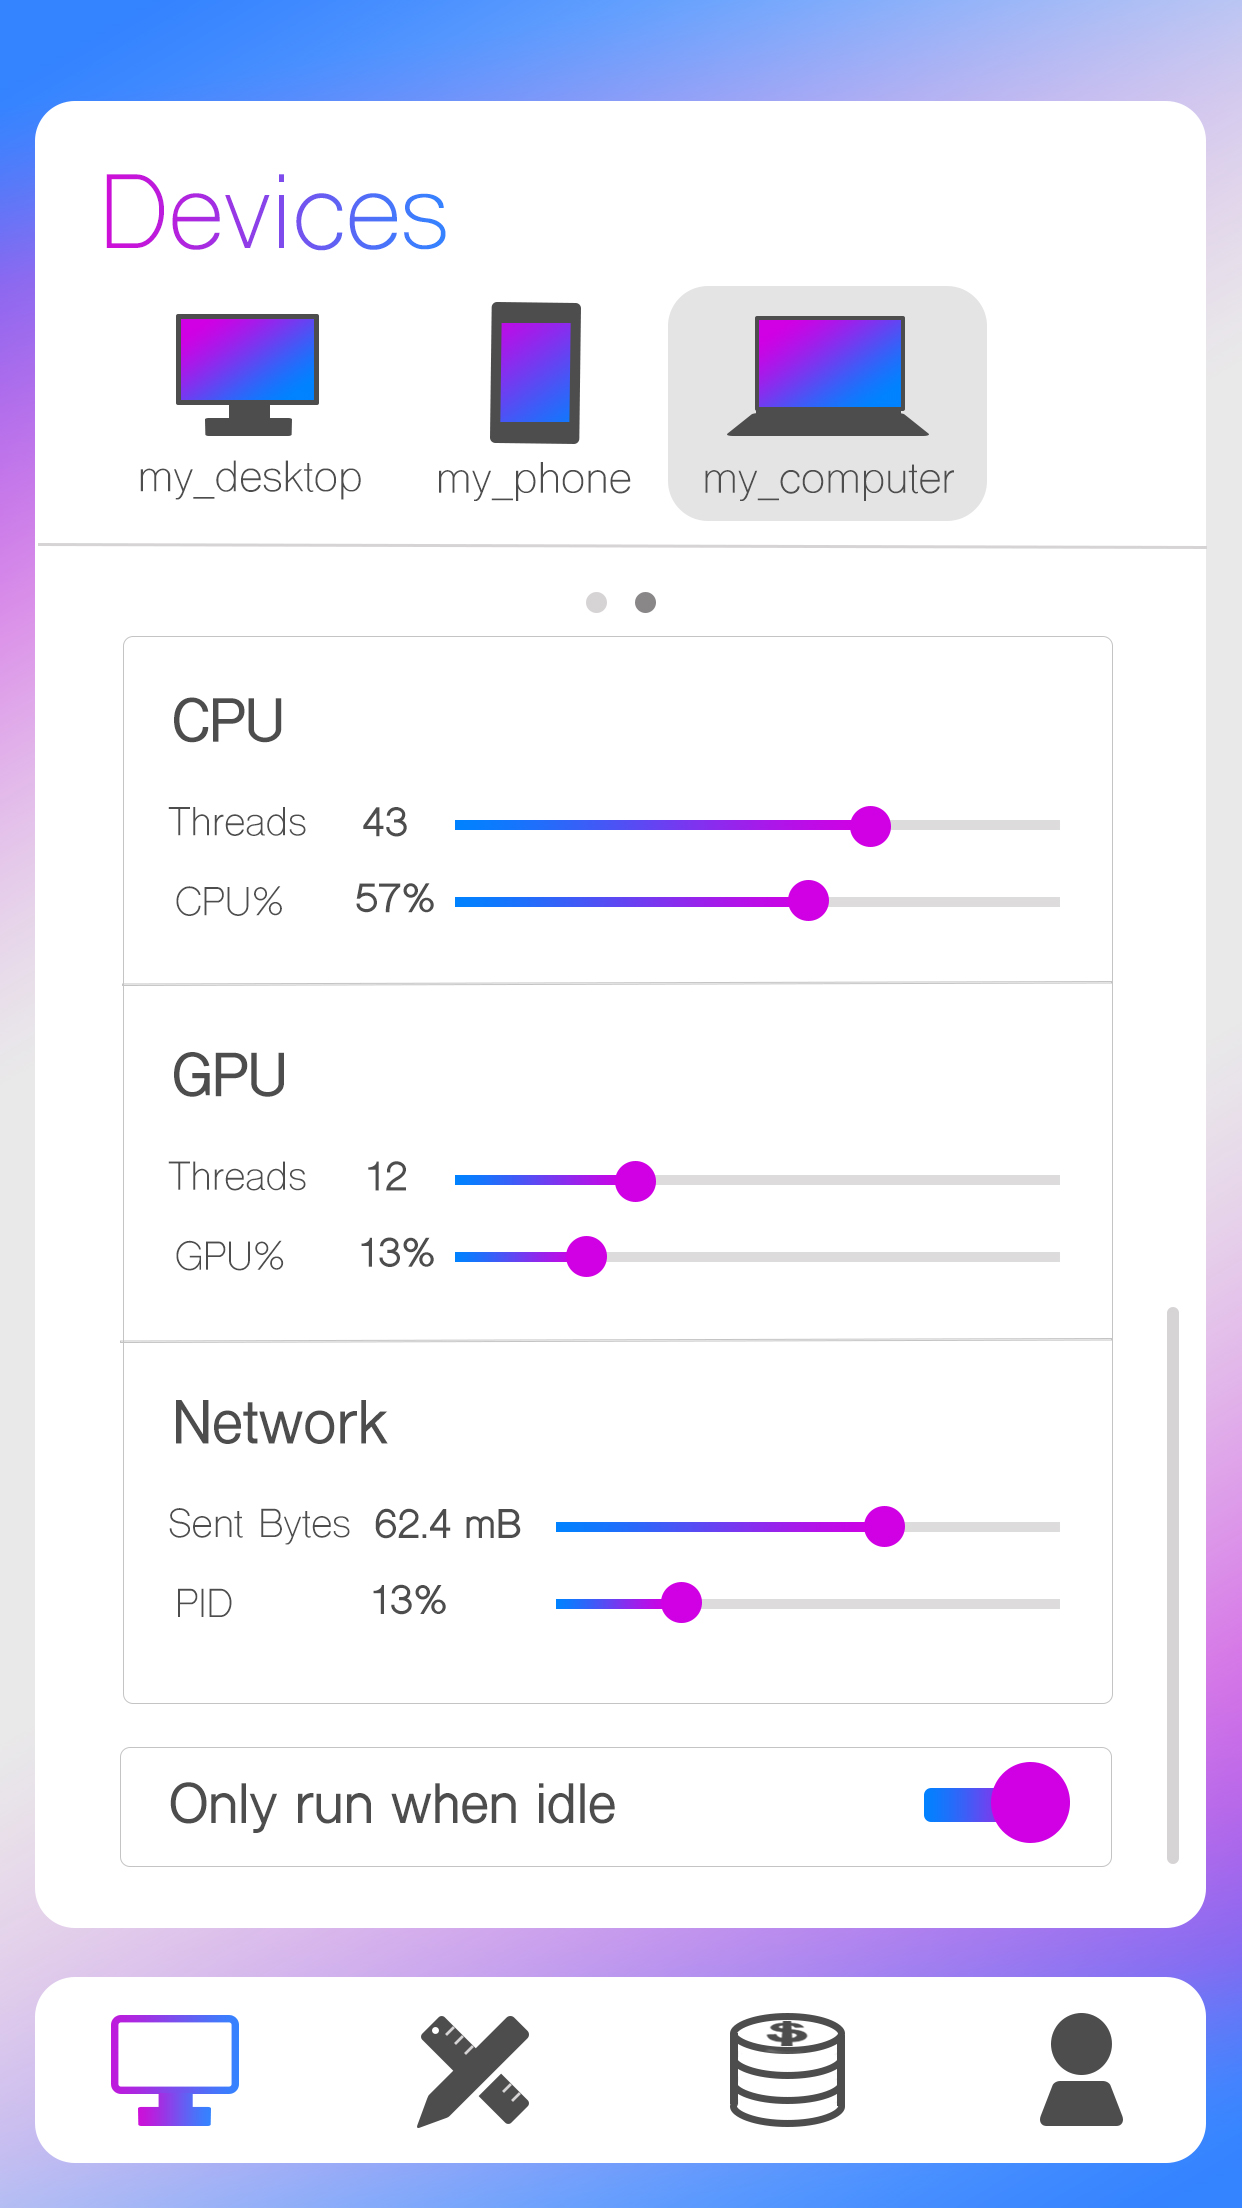 Devices
my_desktop my_phone my_computer
CPU
Threads 43
CPU% 57%
GPU
Threads 12
GPU% 13%
Network
Sent Bytes 62.4 mB
PID 13%
Only run when idle
$